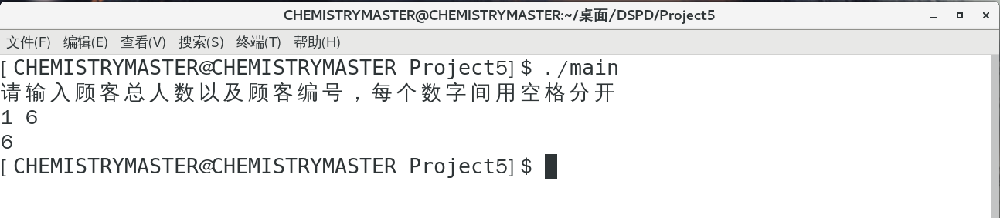 CHEMISTRYMASTER@CHEMISTRYMASTER:~/桌面/DSPD/Project5
文件(F) 编辑(E) 查看(V) 搜索(S) 终端(T) 帮助(H)
[CHEMISTRYMASTER@CHEMISTRYMASTER Project5]$ ./main
请输入顾客总人数以及顾客编号，每个数字间用空格分开
1 6
6
[CHEMISTRYMASTER@CHEMISTRYMASTER Project5]$